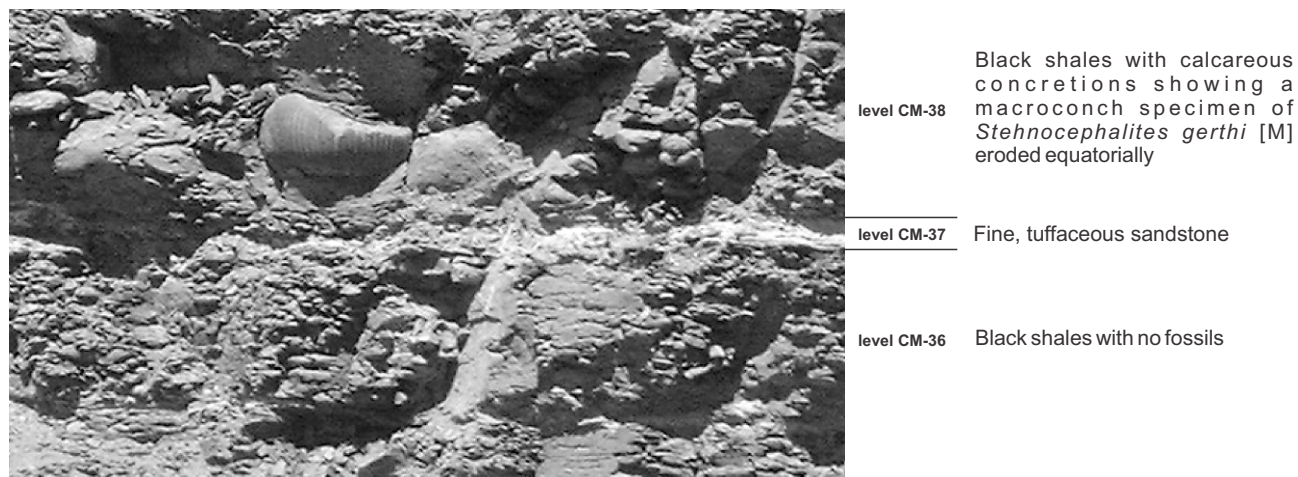 level CM-38
Black shales with calcareous
concretions showing a
macroconch specimen of
Stehnocephalites gerthi [M]
eroded equatorially
level CM-37
Fine, tuffaceous sandstone
level CM-36
Black shales with no fossils